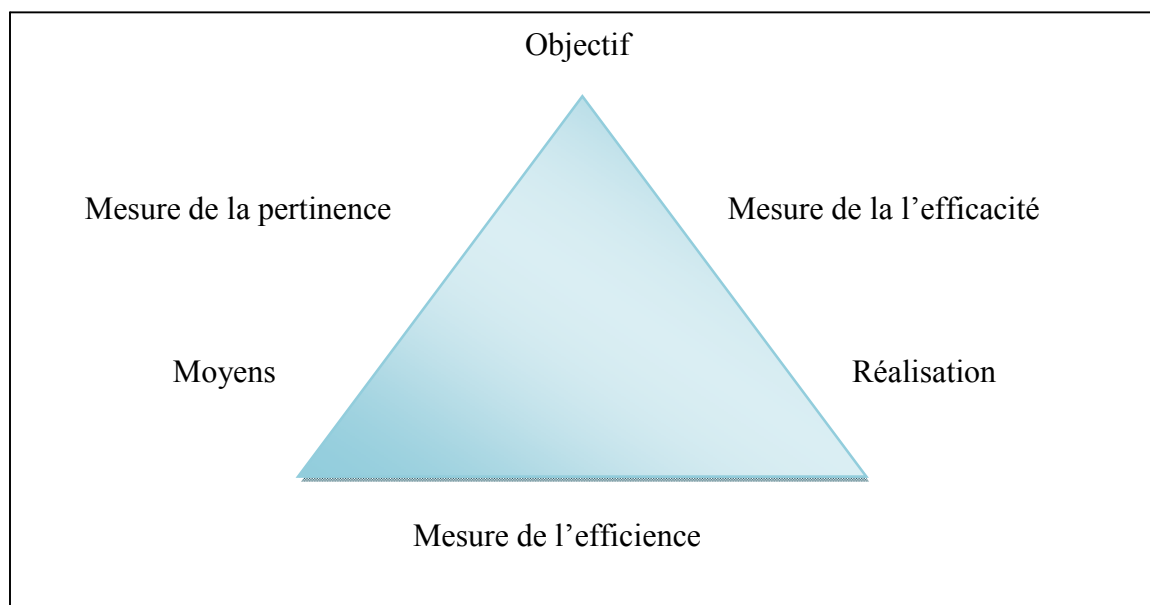 Objectif
Mesure de la pertinence
Mesure de la l’efficacité
Moyens
Réalisation
Mesure de l’efficience